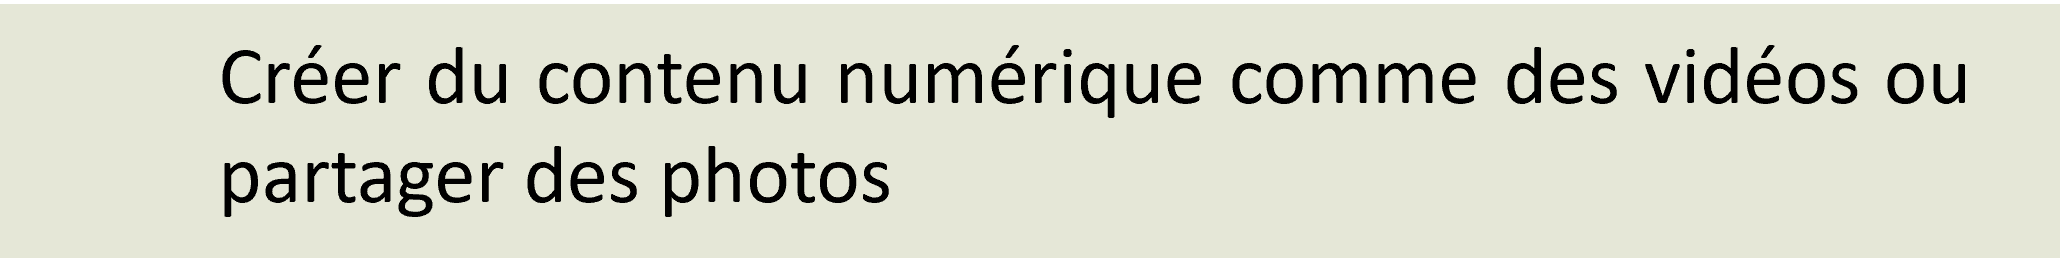 Créer du contenu numérique comme des vidéos ou
partager des photos